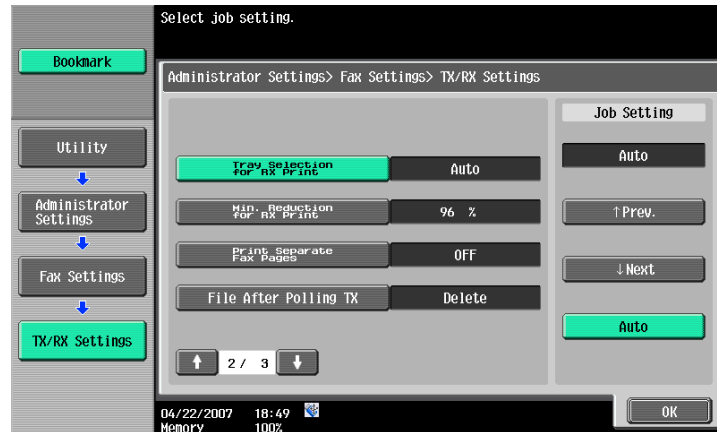 Select job setting.
Bookmark
Administrator Settings> Fax Settings> TX/RX Settings
Job Setting
Utility
Administrator
Settings
Fax Settings
TX/RX Settings
Tray Selection
for RX Print
Auto
Min. Reduction
for RX Print
96 %
Print Separate
Fax Pages
OFF
File After Polling TX
Delete
↑ 2/ 3 ↓
Auto
↑Prev.
↓Next
Auto
04/22/2007 18:49
Memory 100%
OK